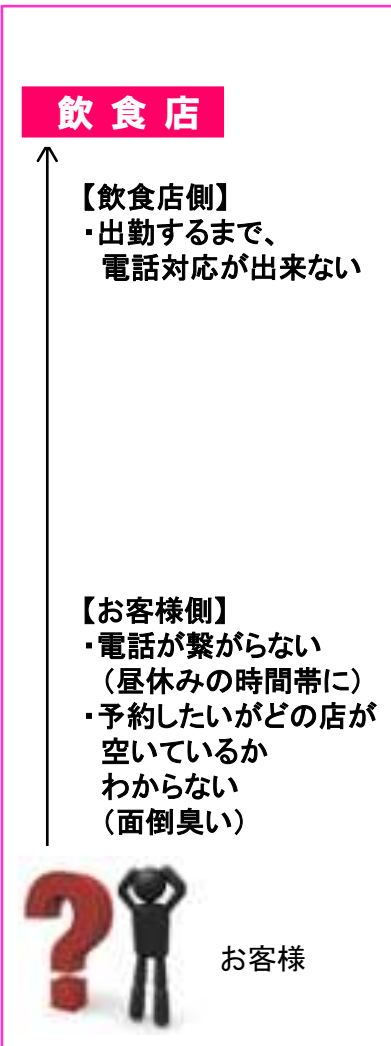 飲食店
【飲食店側】
・出勤するまで、
電話対応が出来ない
【お客様側】
・電話が繋がらない
（昼休みの時間帯に）
・予約したいがどの店が
空いているか
わからない
（面倒臭い）
?
お客様